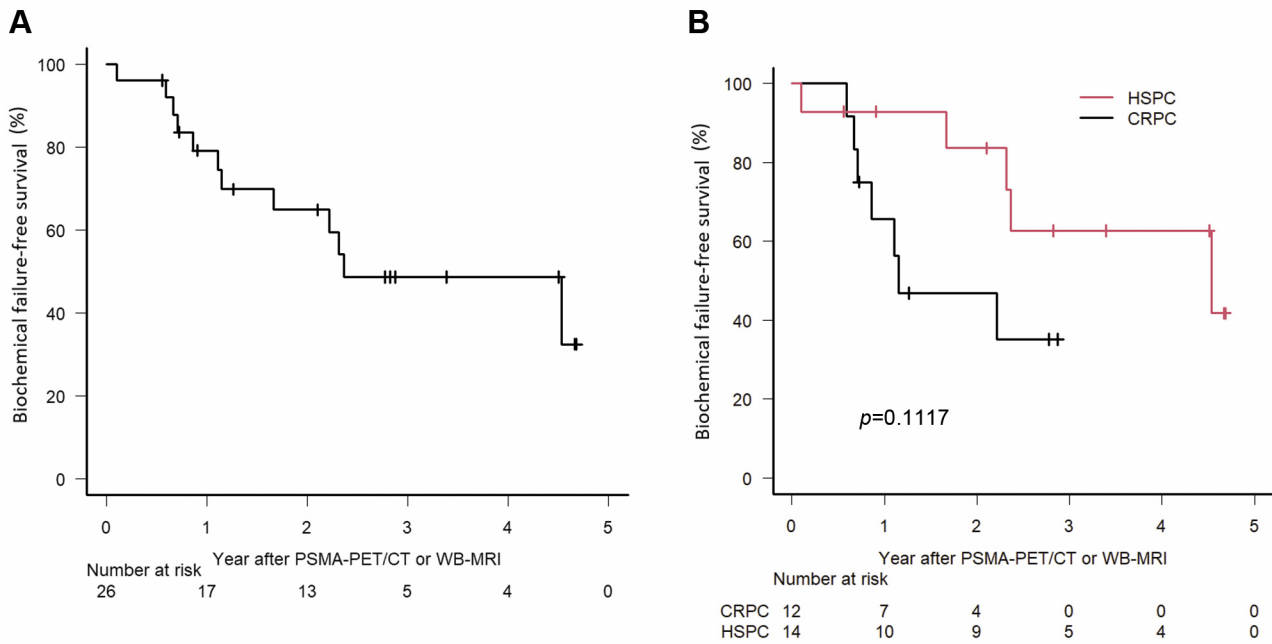 A
Biochemical failure-free survival (%)
100
80
60
40
20
0
0 1 2 3 4 5
Year after PSMA-PET/CT or WB-MRI
Number at risk
26 17 13 5 4 0
B
Biochemical failure-free survival (%)
100
80
60
40
20
0
HSPC
CRPC
p=0.1117
0 1 2 3 4 5
Year after PSMA-PET/CT or WB-MRI
Number at risk
CRPC 12 7 4 0 0 0
HSPC 14 10 9 5 4 0